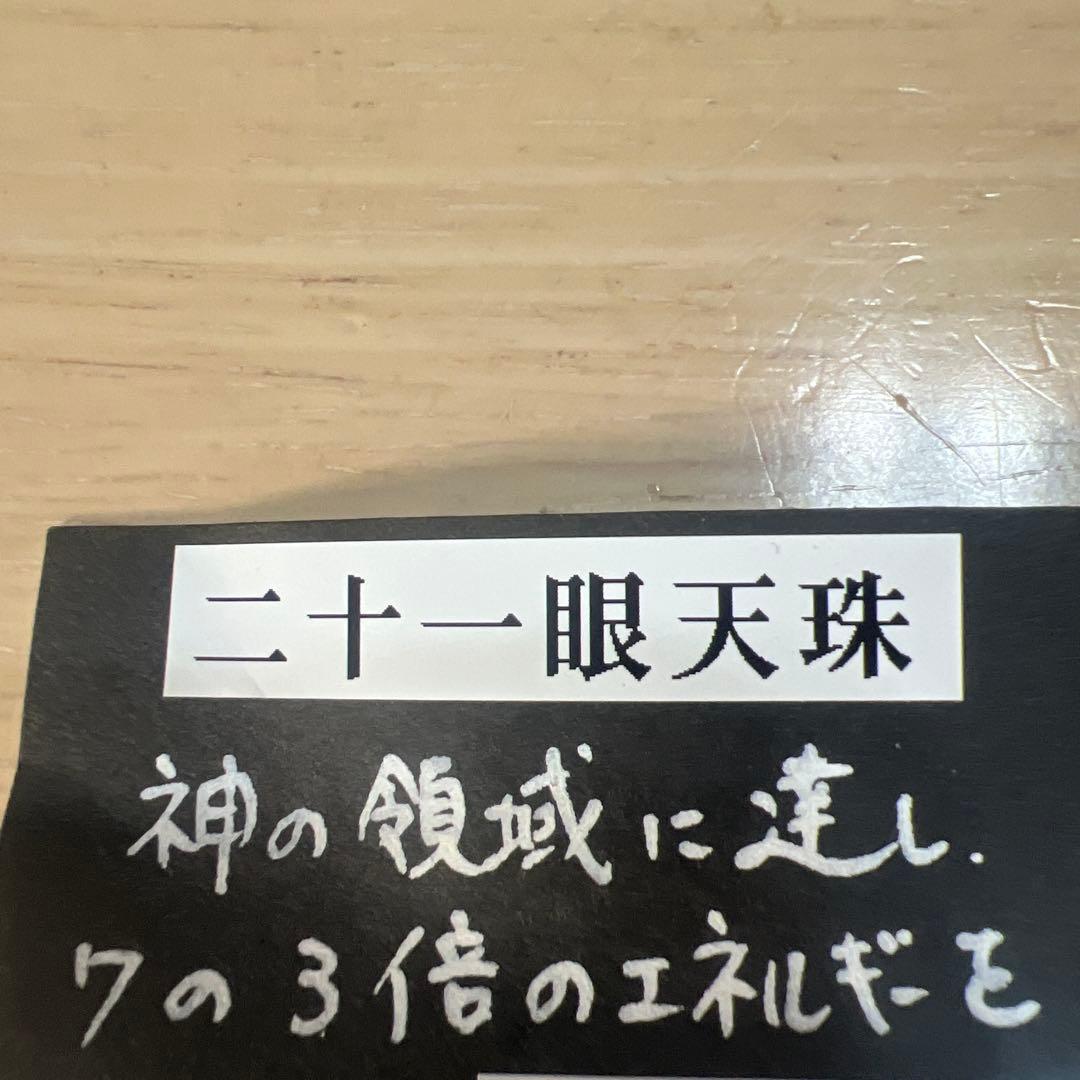 二十一眼天珠
神の領域に達し、
7の3倍のエネルギーを